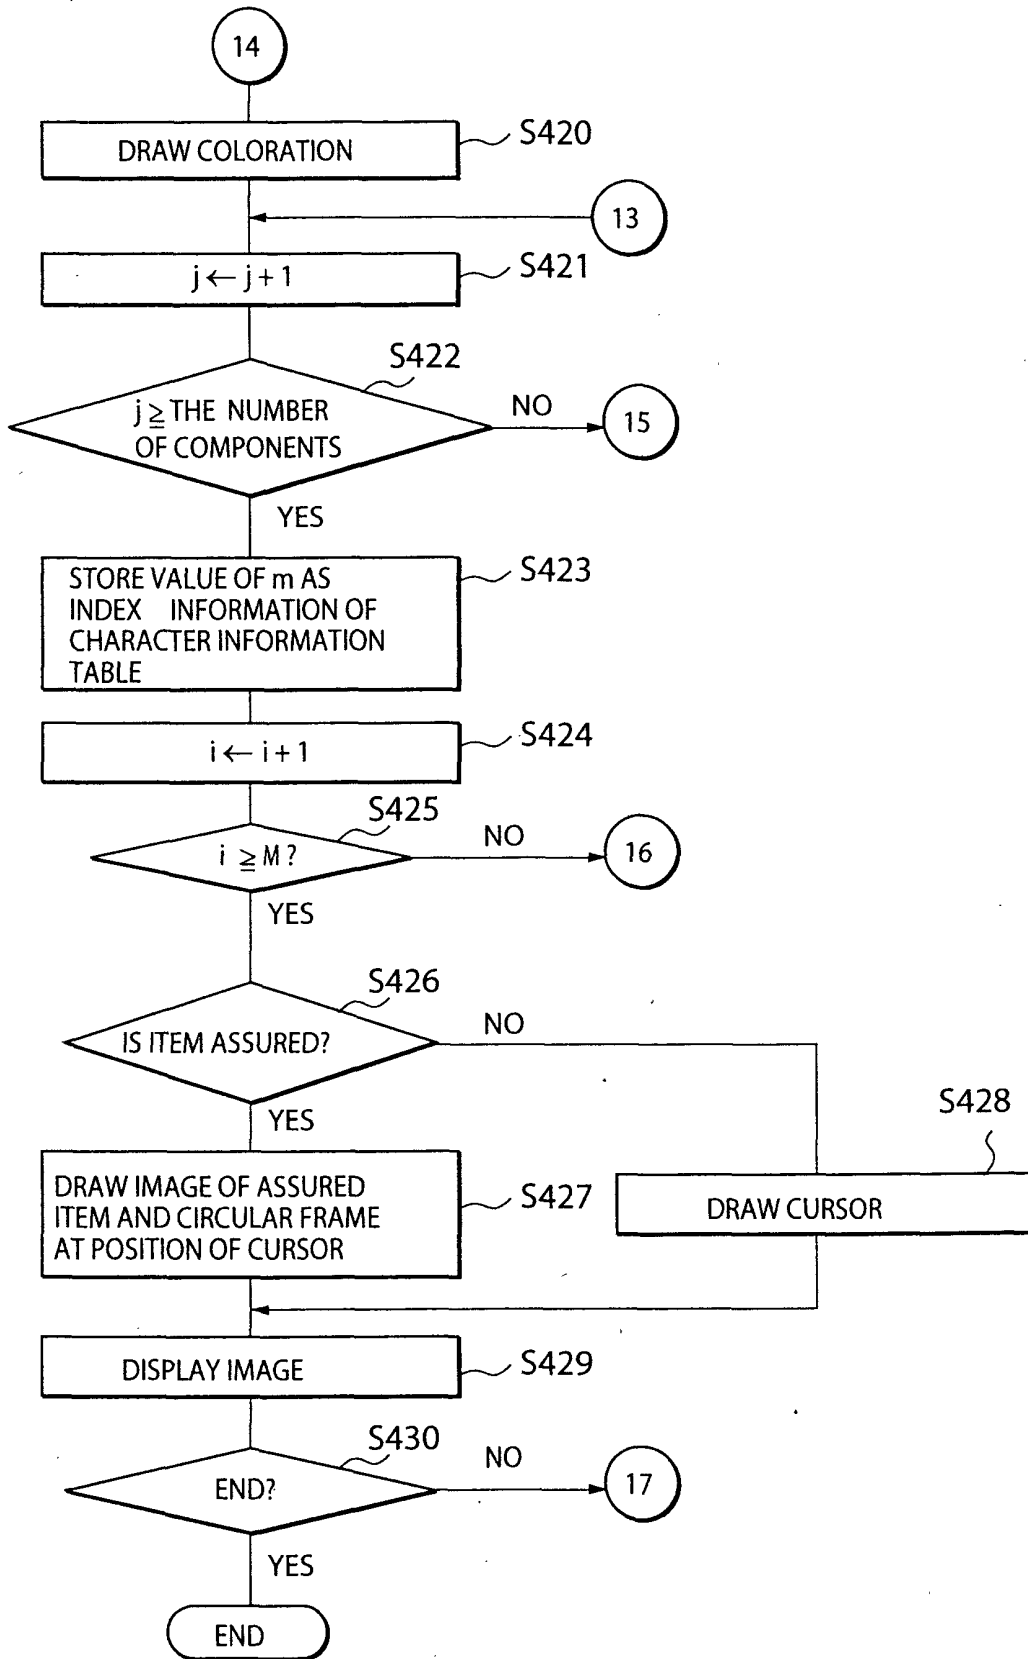 14
DRAW COLORATION
S420
13
j ← j + 1
S421
S422
j ≧ THE NUMBER
OF COMPONENTS
NO
15
YES
STORE VALUE OF m AS
INDEX INFORMATION OF
CHARACTER INFORMATION
TABLE
S423
i ← i + 1
S424
S425
i ≧ M ?
NO
16
YES
S426
IS ITEM ASSURED?
NO
YES
S428
DRAW IMAGE OF ASSURED
ITEM AND CIRCULAR FRAME
AT POSITION OF CURSOR
S427
DRAW CURSOR
DISPLAY IMAGE
S429
S430
END?
NO
17
YES
END